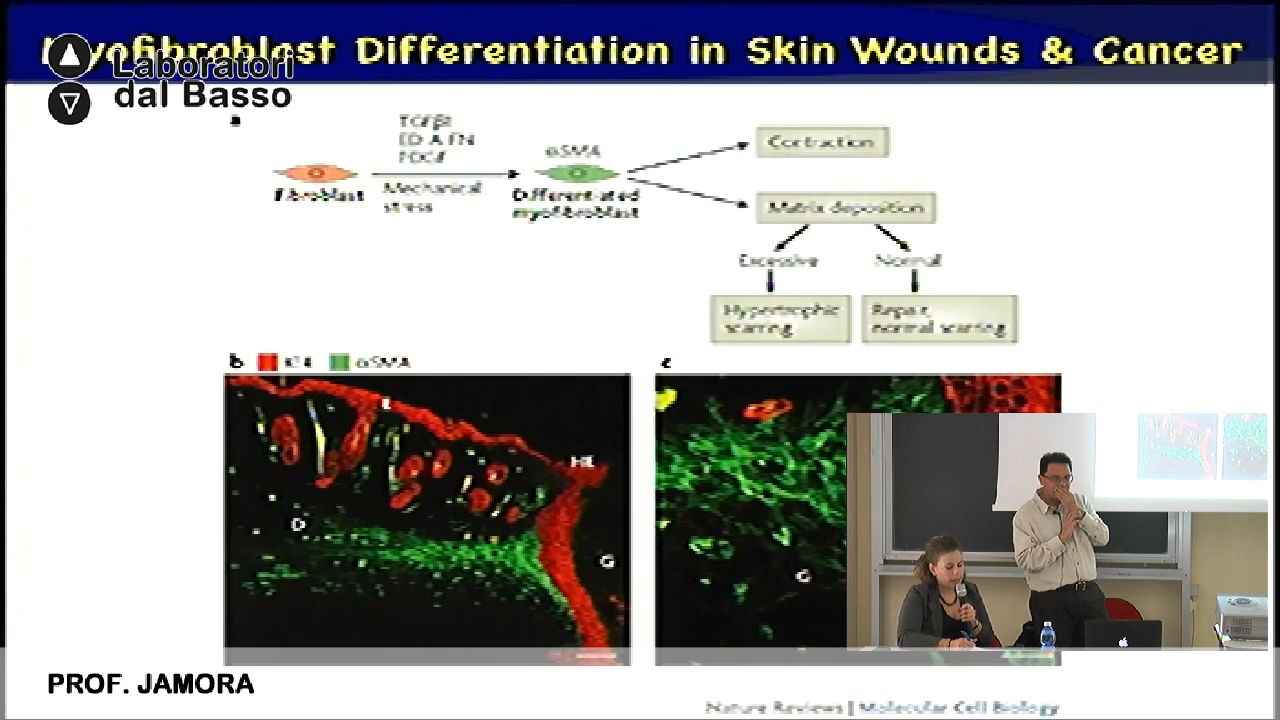 Myofibroblast Differentiation in Skin Wounds & Cancer
Laboratori
dal Basso
a
TGFβ1
ED-A FN
PDGF
αSMA
Contraction
Fibroblast
Mechanical
stress
Differentiated
myofibroblast
Matrix deposition
Excessive
Normal
Hypertrophic
scarring
Repair,
normal scarring
b
K14
αSMA
c
E
HE
D
G
G
PROF. JAMORA
Nature Reviews | Molecular Cell Biology